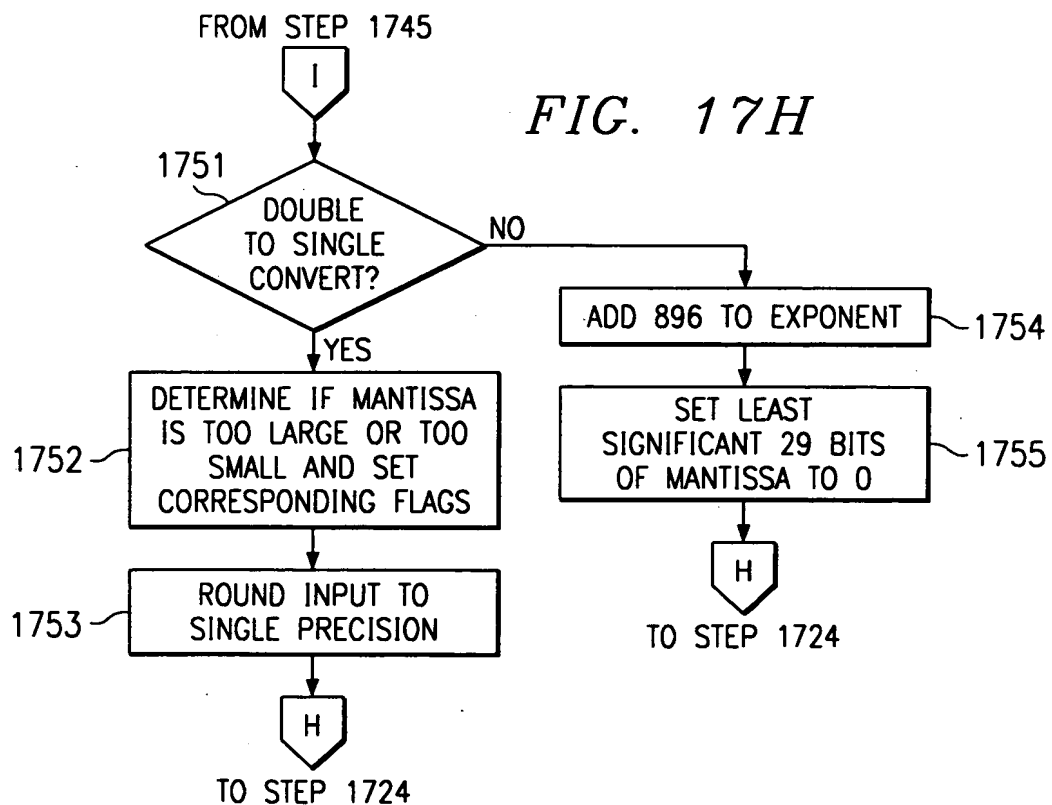 FROM STEP 1745
I
FIG. 17H
1751
DOUBLE
TO SINGLE
CONVERT?
NO
YES
ADD 896 TO EXPONENT
1754
DETERMINE IF MANTISSA
IS TOO LARGE OR TOO
SMALL AND SET
CORRESPONDING FLAGS
1752
SET LEAST
SIGNIFICANT 29 BITS
OF MANTISSA TO 0
1755
ROUND INPUT TO
SINGLE PRECISION
1753
H
TO STEP 1724
H
TO STEP 1724